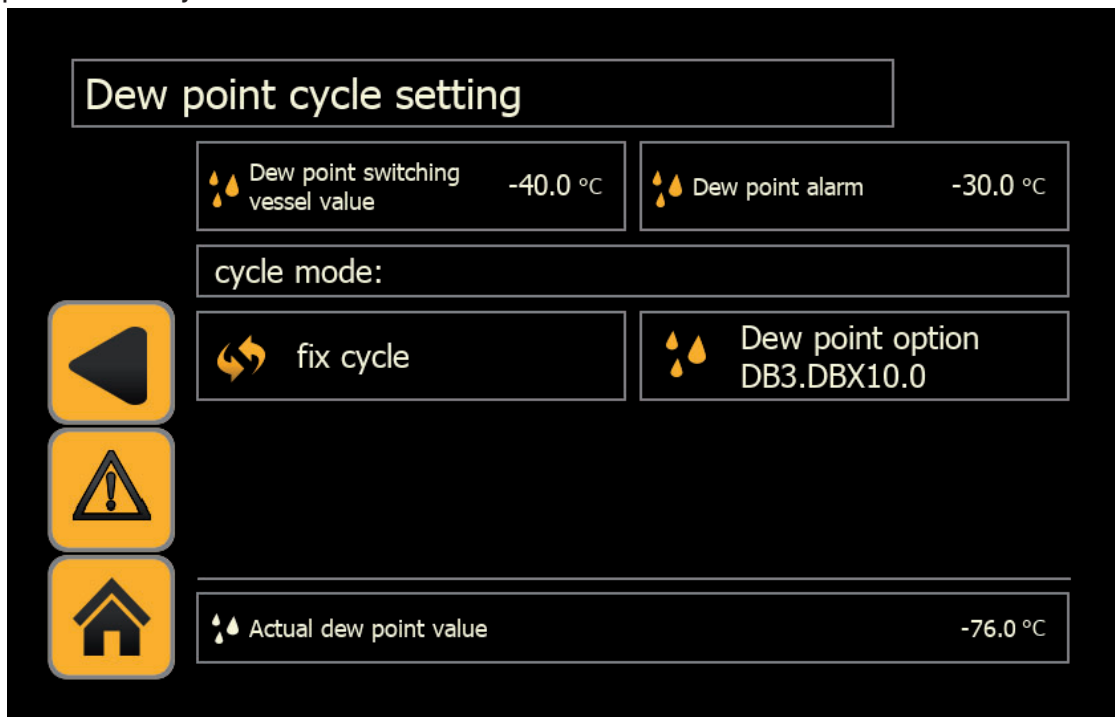 Dew point cycle setting
Dew point switching
vessel value
-40.0 °C
Dew point alarm
-30.0 °C
cycle mode:
fix cycle
Dew point option
DB3.DBX10.0
Actual dew point value
-76.0 °C